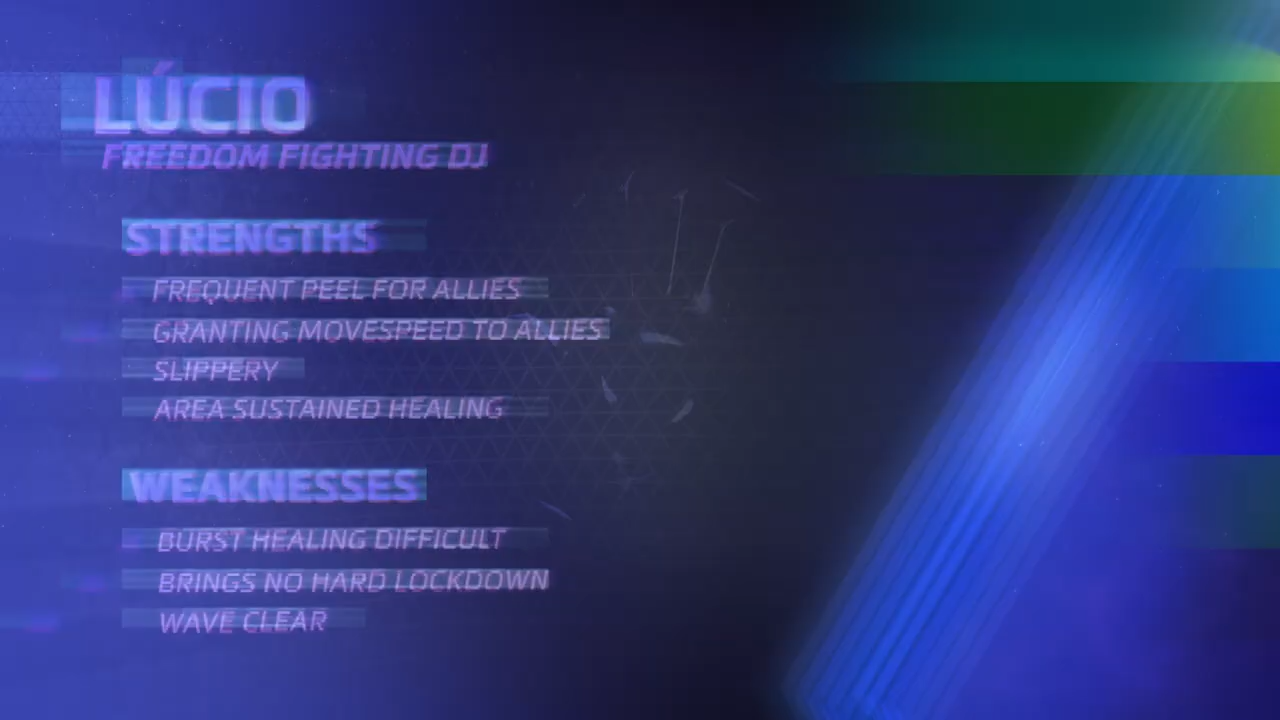 LÚCIO
FREEDOM FIGHTING DJ
STRENGTHS
FREQUENT PEEL FOR ALLIES
GRANTING MOVESPEED TO ALLIES
SLIPPERY
AREA SUSTAINED HEALING
WEAKNESSES
BURST HEALING DIFFICULT
BRINGS NO HARD LOCKDOWN
WAVE CLEAR